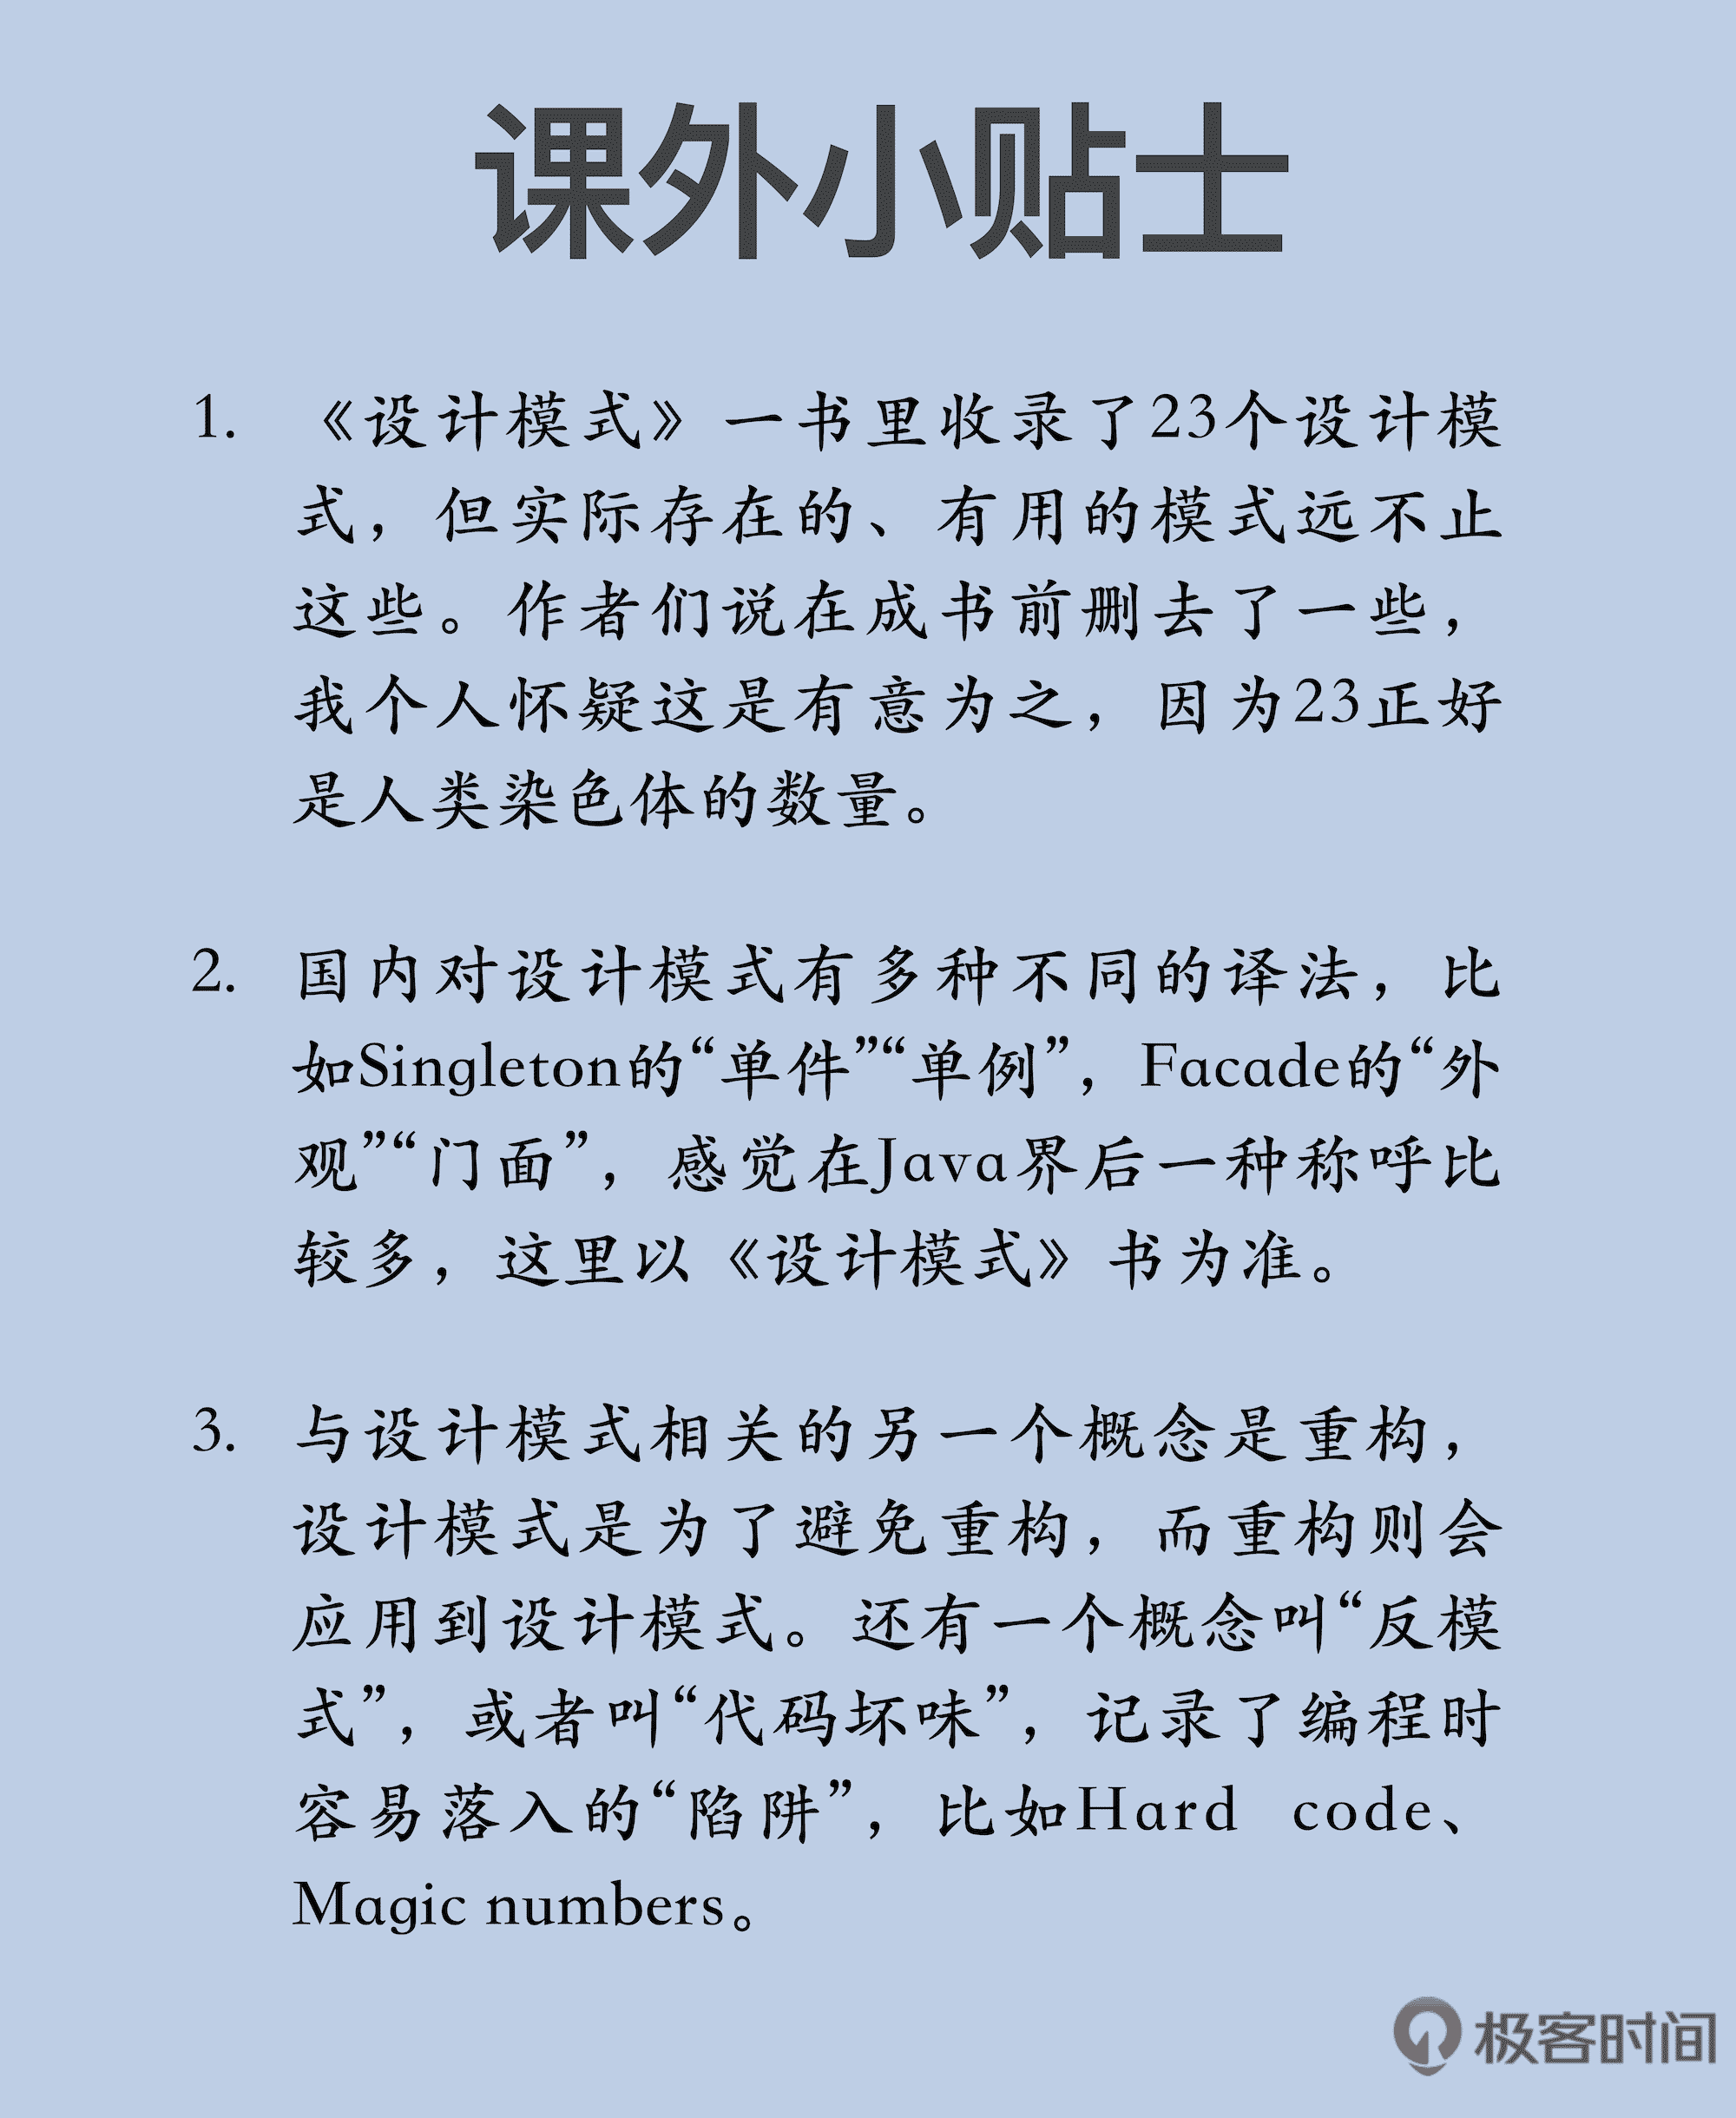 课外小贴士
1. 《设计模式》一书里收录了23个设计模
式，但实际存在的、有用的模式远不止
这些。作者们说在成书前删去了一些，
我个人怀疑这是有意为之，因为23正好
是人类染色体的数量。
2. 国内对设计模式有多种不同的译法，比
如Singleton的“单件”“单例”，Facade的“外
观”“门面”，感觉在Java界后一种称呼比
较多，这里以《设计模式》书为准。
3. 与设计模式相关的另一个概念是重构，
设计模式是为了避免重构，而重构则会
应用到设计模式。还有一个概念叫“反模
式”，或者叫“代码坏味”，记录了编程时
容易落入的“陷阱”，比如Hard code、
Magic numbers。
极客时间